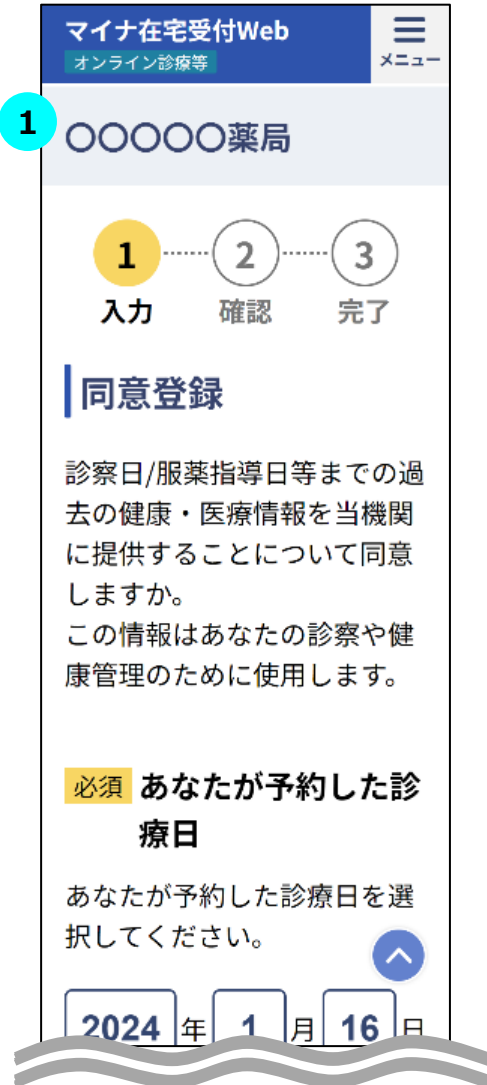 マイナ在宅受付Web
オンライン診療等
メニュー
1
〇〇〇〇〇薬局
1
2
3
入力
確認
完了
同意登録
診察日/服薬指導日等までの過
去の健康・医療情報を当機関
に提供することについて同意
しますか。
この情報はあなたの診察や健
康管理のために使用します。
必須 あなたが予約した診
療日
あなたが予約した診療日を選
択してください。
2024 年 1 月 16 日